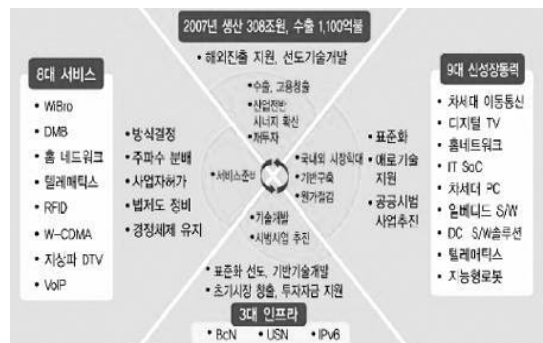 2007년 생산 308조원, 수출 1,100억불
• 해외진출 지원, 선도기술개발
8대 서비스
• WiBro
• DMB
• 홈 네트워크
• 텔레매틱스
• RFID
• W-CDMA
• 지상파 DTV
• VoIP
• 방식결정
• 주파수 분배
• 사업자허가
• 법제도 정비
• 경쟁체제 유지
• 수출, 고용창출
• 산업전반
시너지 확산
• 재투자
• 서비스준비
• 국내외 시장확대
• 기반구축
• 원가절감
• 기술개발
• 시범사업 추진
• 표준화
• 애로기술
지원
• 공공시범
사업추진
9대 신성장동력
• 차세대 이동통신
• 디지털 TV
• 홈네트워크
• IT SoC
• 차세대 PC
• 임베디드 S/W
• DC S/W솔루션
• 텔레매틱스
• 지능형로봇
• 표준화 선도, 기반기술개발
• 초기시장 창출, 투자자금 지원
3대 인프라
• BcN • USN • IPv6